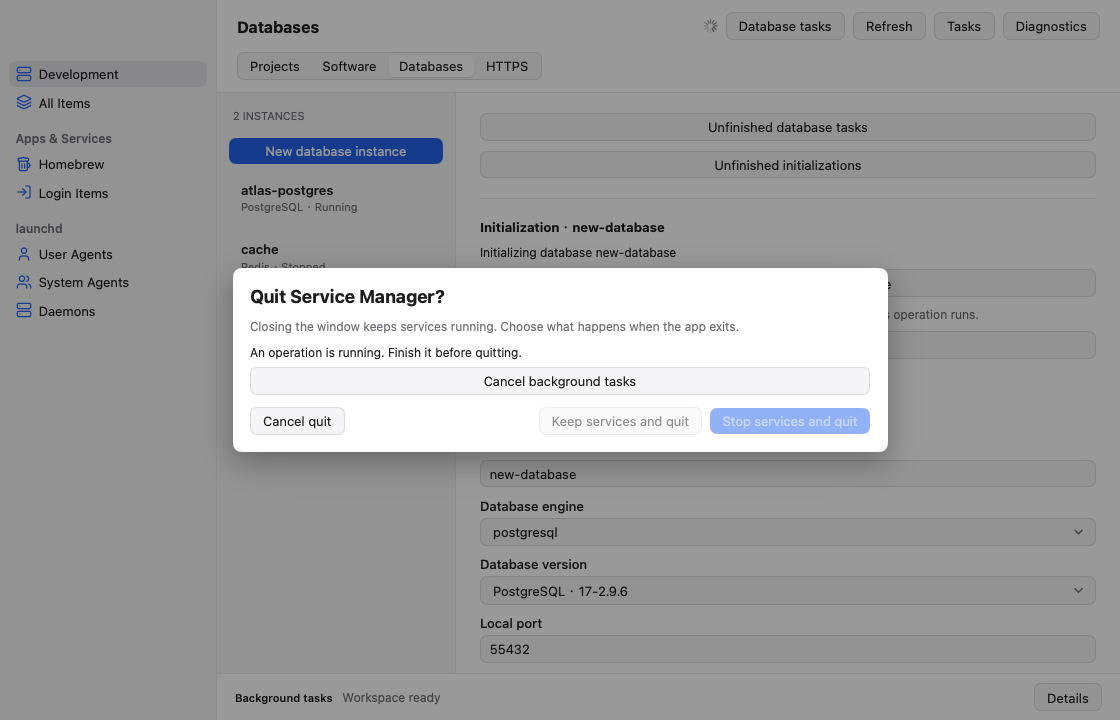 Databases
Database tasks
Refresh
Tasks
Diagnostics
Projects
Software
Databases
HTTPS
Development
All Items
Apps & Services
Homebrew
Login Items
launchd
User Agents
System Agents
Daemons
2 INSTANCES
New database instance
atlas-postgres
PostgreSQL · Running
cache
Redis · Stopped
Unfinished database tasks
Unfinished initializations
Initialization · new-database
Initializing database new-database
operation runs.
Quit Service Manager?
Closing the window keeps services running. Choose what happens when the app exits.
An operation is running. Finish it before quitting.
Cancel background tasks
Cancel quit
Keep services and quit
Stop services and quit
new-database
Database engine
postgresql
Database version
PostgreSQL · 17-2.9.6
Local port
55432
Background tasks
Workspace ready
Details